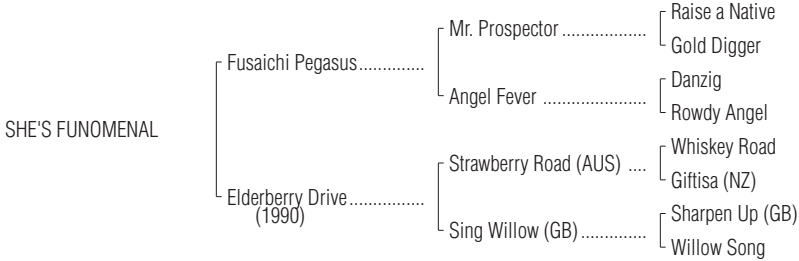 Raise a Native
Mr. Prospector ...................
Gold Digger
Fusaichi Pegasus..............
Danzig
Angel Fever .......................
Rowdy Angel
SHE'S FUNOMENAL
Whiskey Road
Strawberry Road (AUS) ....
Giftisa (NZ)
Elderberry Drive................
(1990)
Sharpen Up (GB)
Sing Willow (GB)..............
Willow Song